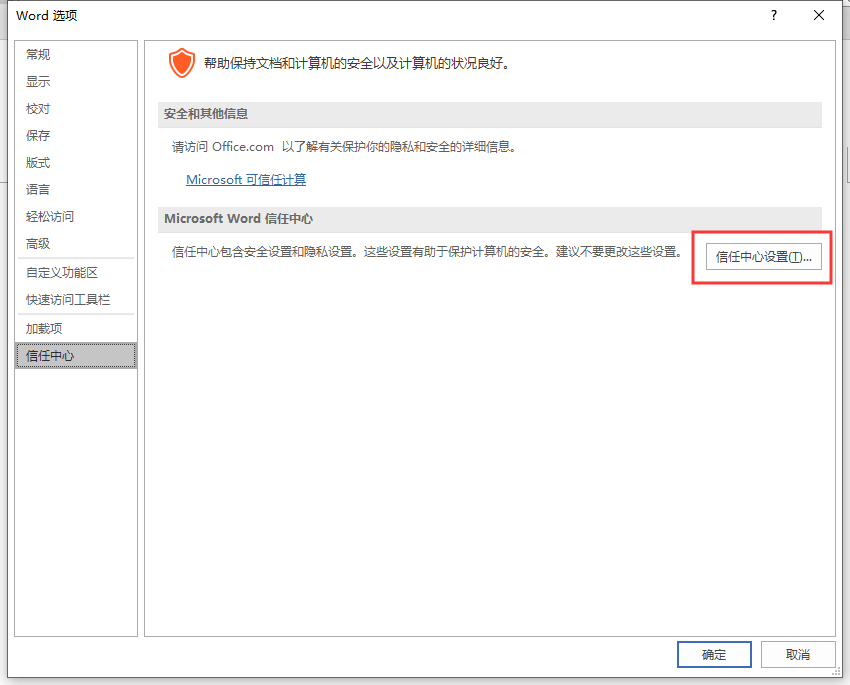 Word 选项
?
常规
显示
校对
保存
版式
语言
轻松访问
高级
自定义功能区
快速访问工具栏
加载项
信任中心
帮助保持文档和计算机的安全以及计算机的状况良好。
安全和其他信息
请访问 Office.com 以了解有关保护你的隐私和安全的详细信息。
Microsoft 可信任计算
Microsoft Word 信任中心
信任中心包含安全设置和隐私设置。这些设置有助于保护计算机的安全。建议不要更改这些设置。
信任中心设置(T)...
确定
取消